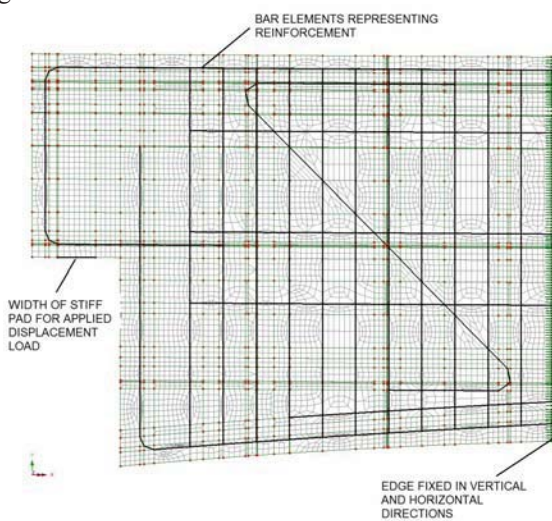 BAR ELEMENTS REPRESENTING
REINFORCEMENT
WIDTH OF STIFF
PAD FOR APPLIED
DISPLACEMENT
LOAD
EDGE FIXED IN VERTICAL
AND HORIZONTAL
DIRECTIONS